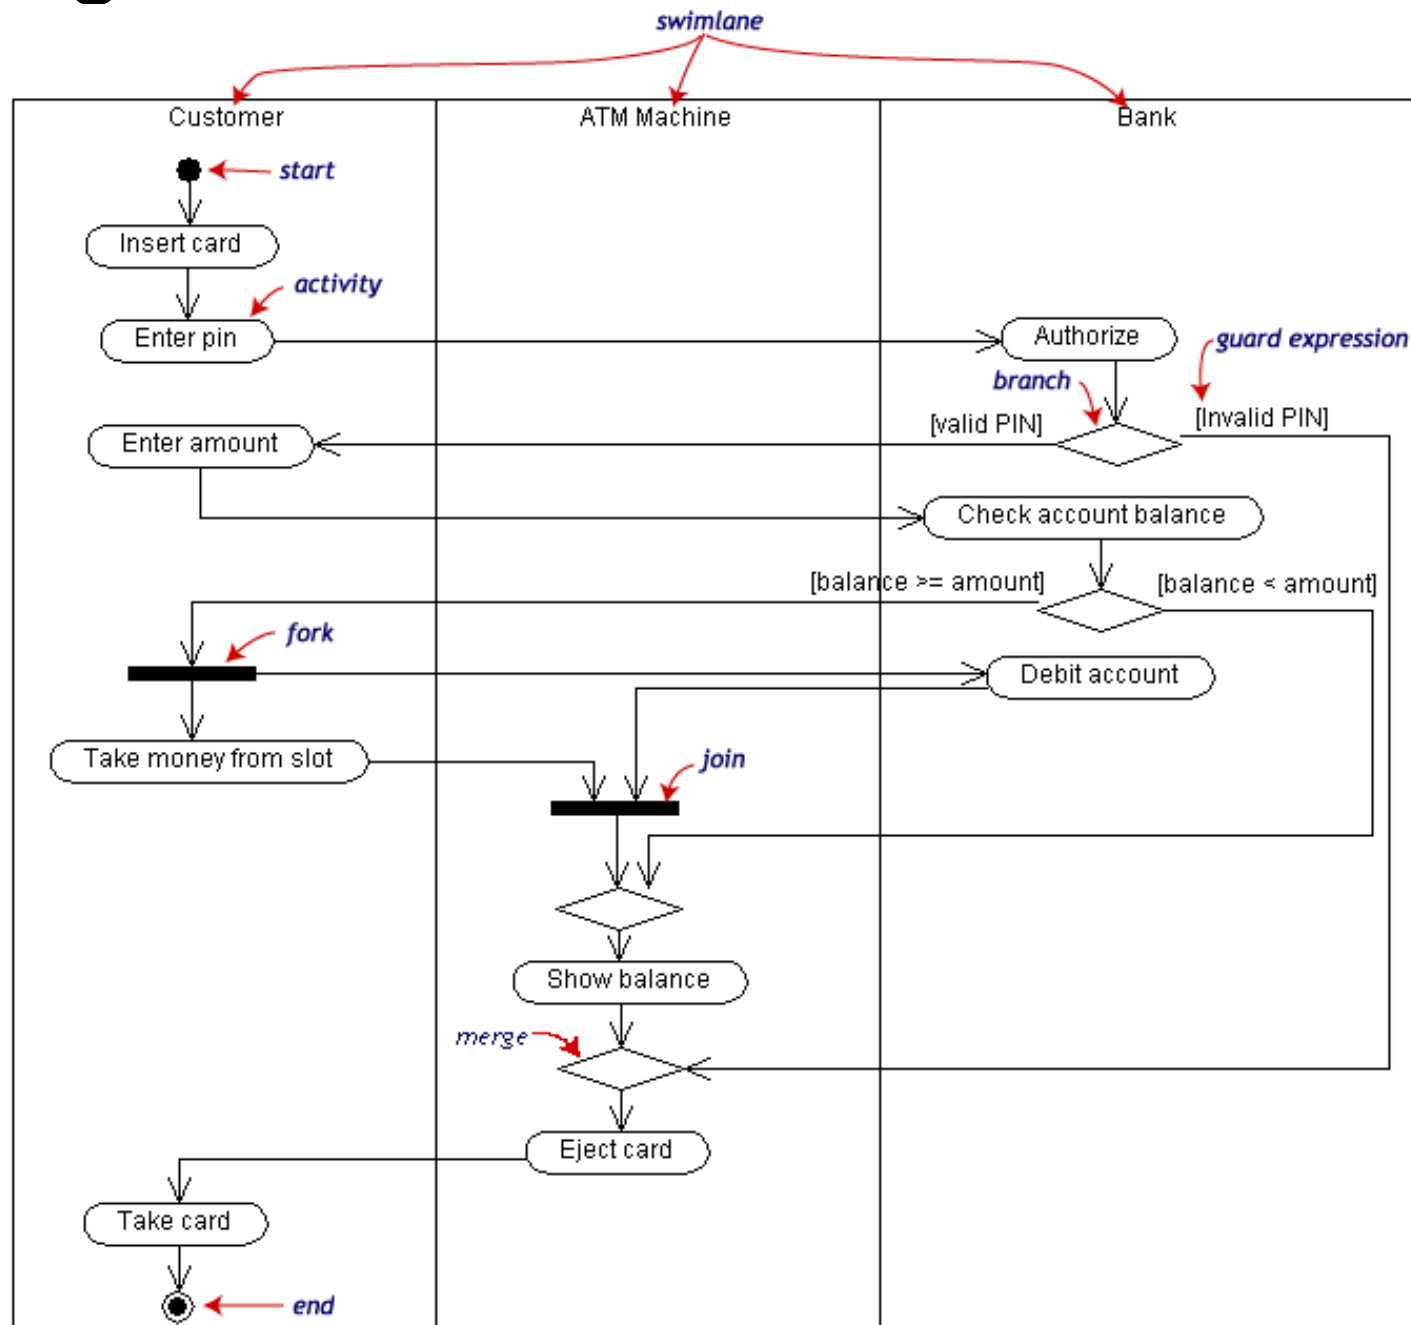 swimlane
Customer
ATM Machine
Bank
start
Insert card
activity
Enter pin
Authorize
guard expression
branch
[valid PIN]
[Invalid PIN]
Enter amount
Check account balance
[balance >= amount]
[balance < amount]
fork
Debit account
Take money from slot
join
Show balance
merge
Eject card
Take card
end